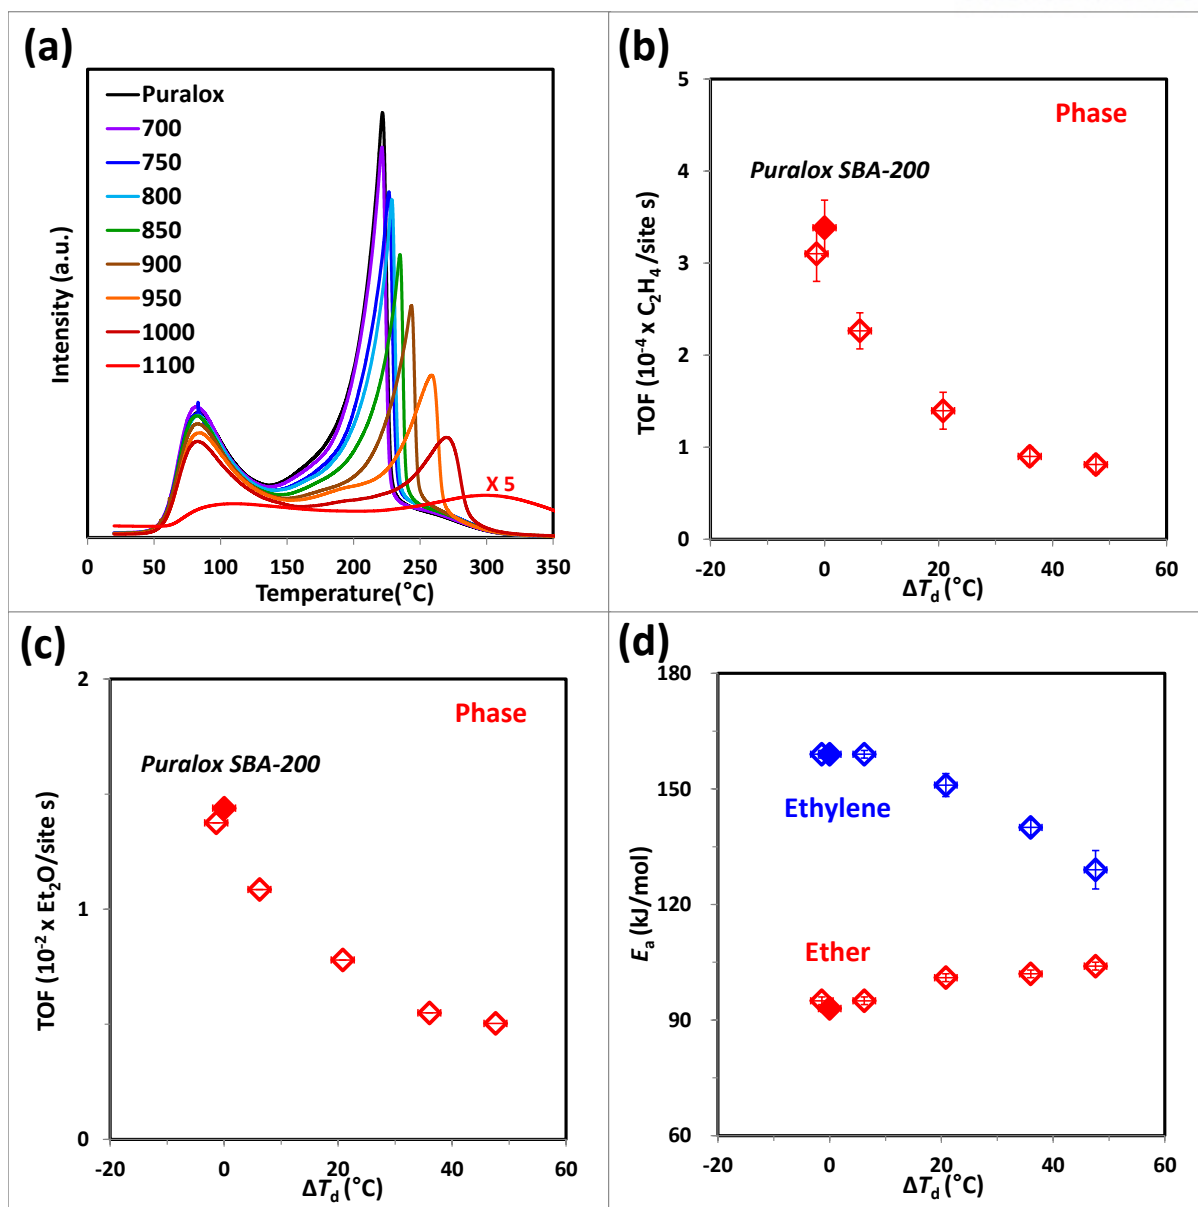 (a)
Puralox
700
750
800
850
900
950
1000
1100
X 5
Intensity (a.u.)
0 50 100 150 200 250 300 350
Temperature(°C)
(b)
5
4
3
2
1
0
Phase
Puralox SBA-200
TOF (10⁻⁴ x C₂H₄ /site s)
-20 0 20 40 60
ΔT_d (°C)
(c)
2
1
0
Phase
Puralox SBA-200
TOF (10⁻² x Et₂O/site s)
-20 0 20 40 60
ΔT_d (°C)
(d)
180
150
120
90
60
Ethylene
Ether
E_a (kJ/mol)
-20 0 20 40 60
ΔT_d (°C)